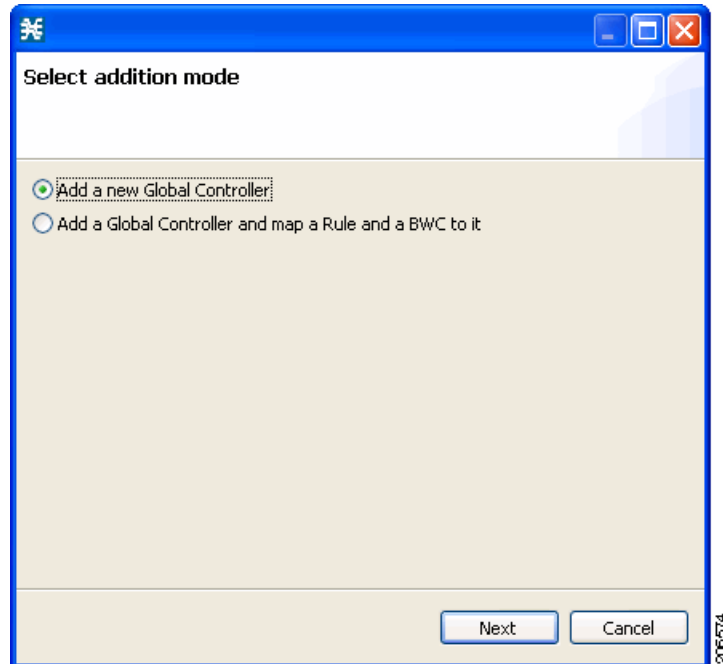 Select addition mode
Add a new Global Controller
Add a Global Controller and map a Rule and a BWC to it
Next
Cancel
206574